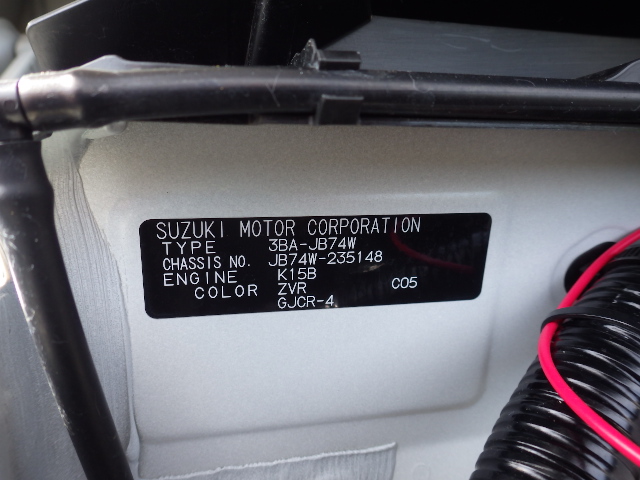 SUZUKI MOTOR CORPORATION
TYPE 3BA-JB74W
CHASSIS NO. JB74W-235148
ENGINE K15B
COLOR ZVR C05
GJCR-4